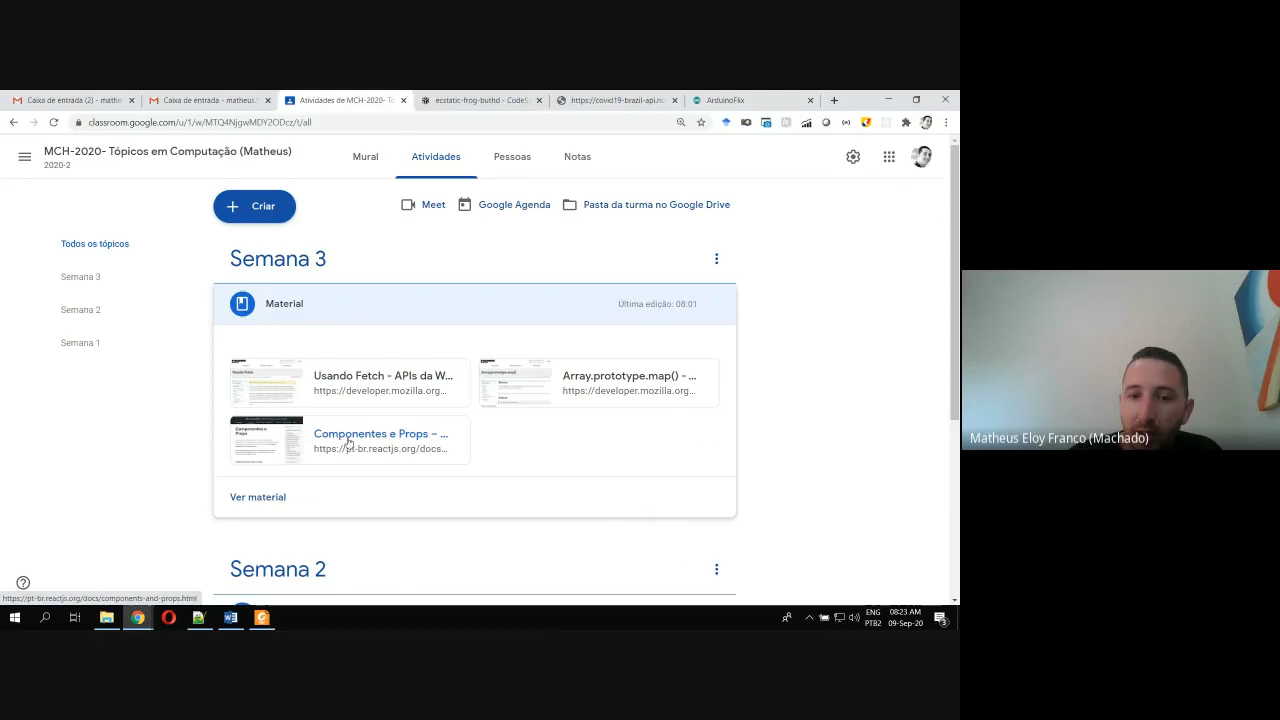 Caixa de entrada (2) - mathe
Caixa de entrada - matheus.f
Atividades de MCH-2020- To
ecstatic-frog-buthd - CodeS
https://covid19-brazil-api.no
ArduinoFlix
classroom.google.com/u/1/w/MTQ4NjgwMDY2ODcz/t/all
MCH-2020- Tópicos em Computação (Matheus)
2020-2
Mural
Atividades
Pessoas
Notas
Criar
Meet
Google Agenda
Pasta da turma no Google Drive
Todos os tópicos
Semana 3
Semana 2
Semana 1
Semana 3
Material
Última edição: 08:01
Usando Fetch - APIs da W...
https://developer.mozilla.org...
Array.prototype.map() - ...
https://developer.mozilla.org...
Componentes e Props – ...
https://pt-br.reactjs.org/docs...
Ver material
Semana 2
https://pt-br.reactjs.org/docs/components-and-props.html
ENG
PTB2
08:23 AM
09-Sep-20
Matheus Eloy Franco (Machado)